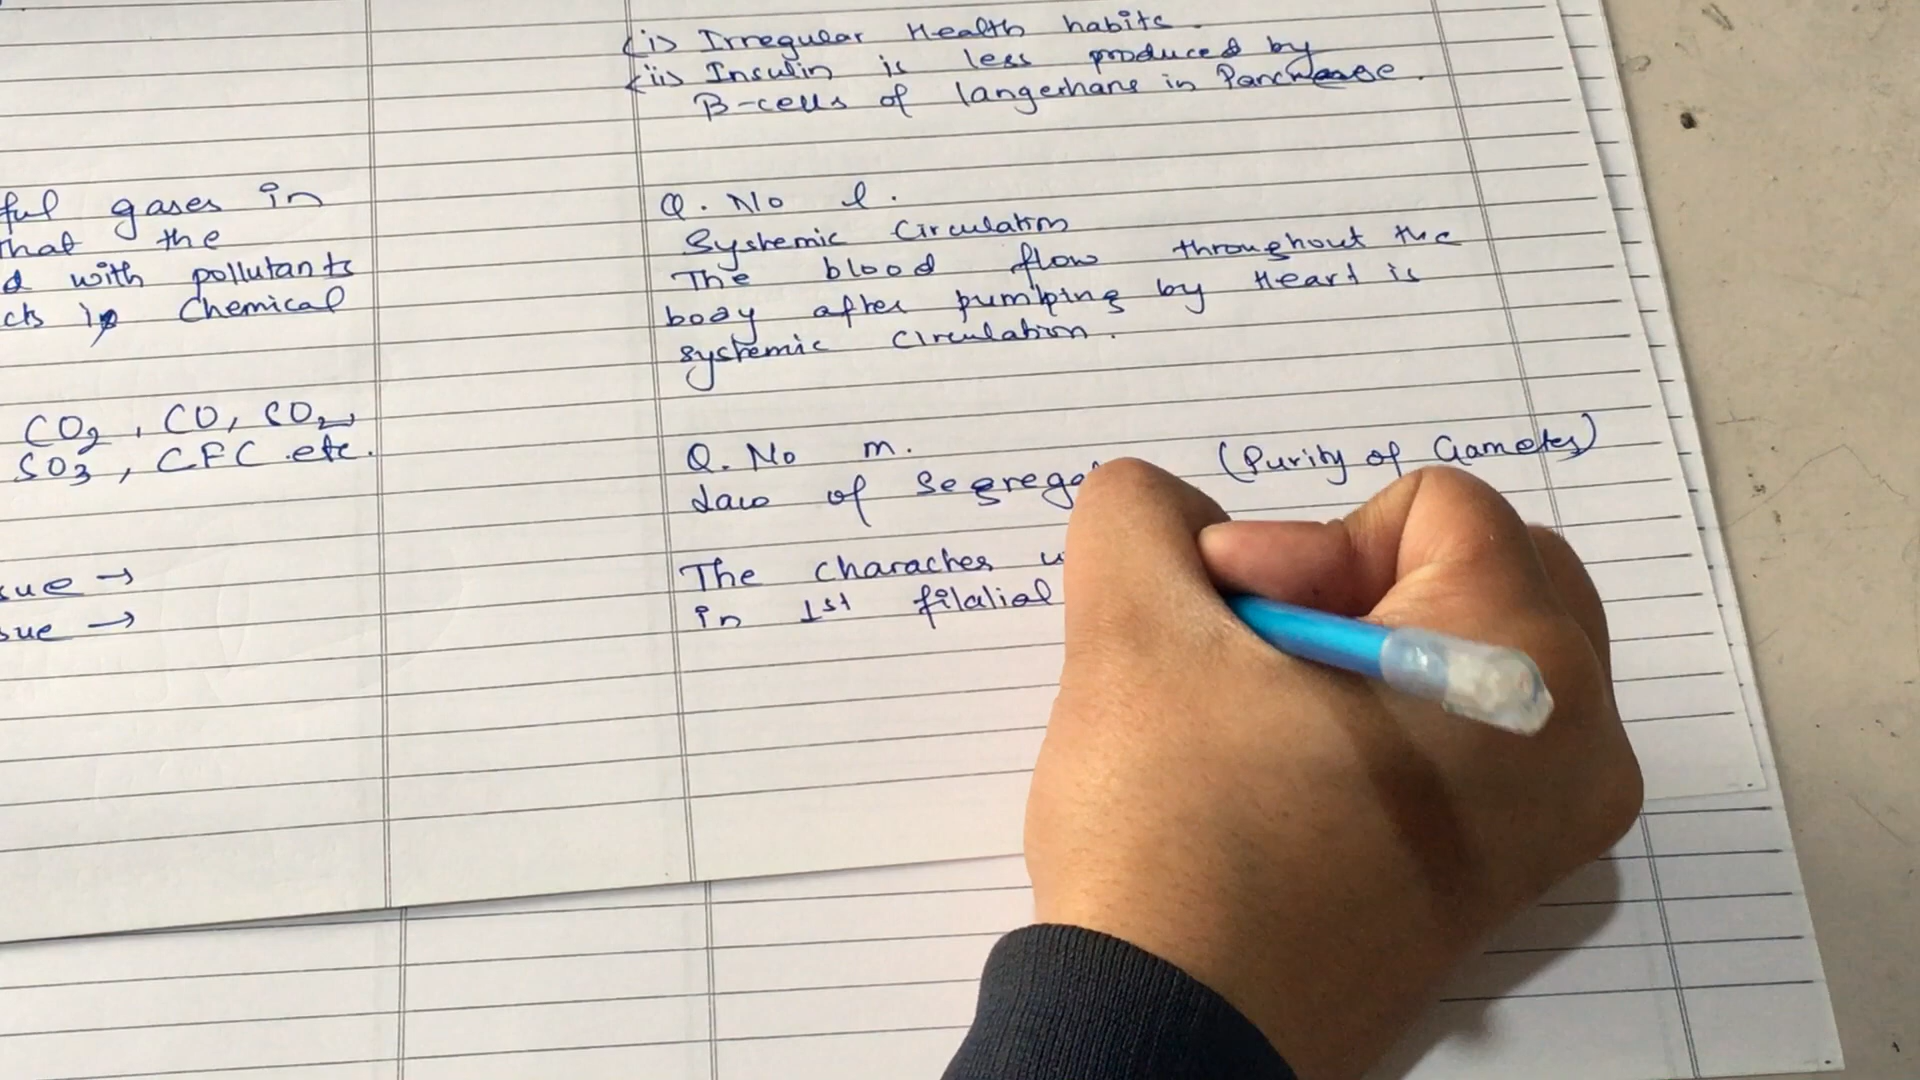 (i) Irregular Health habits.
(ii) Insulin is less produced by
B-cells of langerhans in
ful gases in
that the
d with pollutants
cts in Chemical
CO2, CO, SO2,
SO3, CFC etc.
sue →
sue →
Q. No l.
Systemic Circulation
The blood flow throughout the
body after pumping by Heart is
systemic circulation.
Q. No m.
Law of Segrega (Purity of Gametes)
The
in 1st filalial